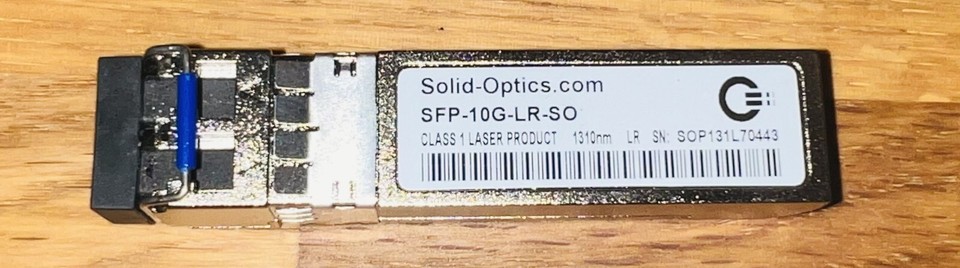 Solid-Optics.com
SFP-10G-LR-SO
CLASS 1 LASER PRODUCT 1310nm LR SN: SOP131L70443